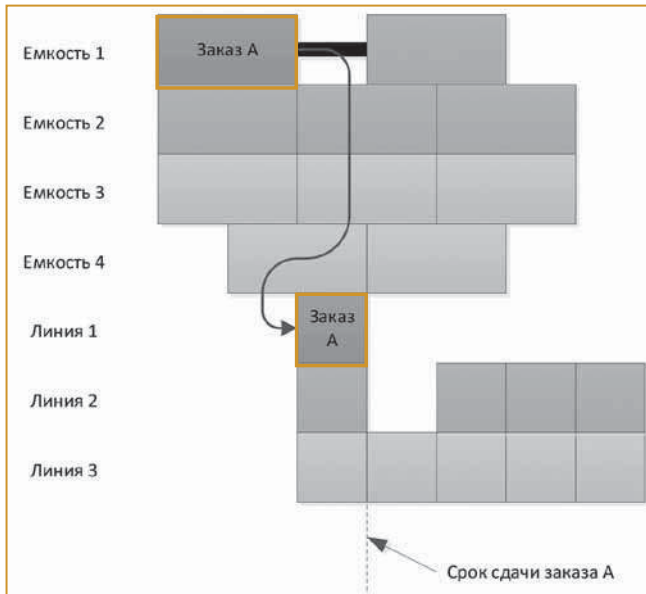 Емкость 1
Заказ А
Емкость 2
Емкость 3
Емкость 4
Линия 1
Заказ
А
Линия 2
Линия 3
Срок сдачи заказа А